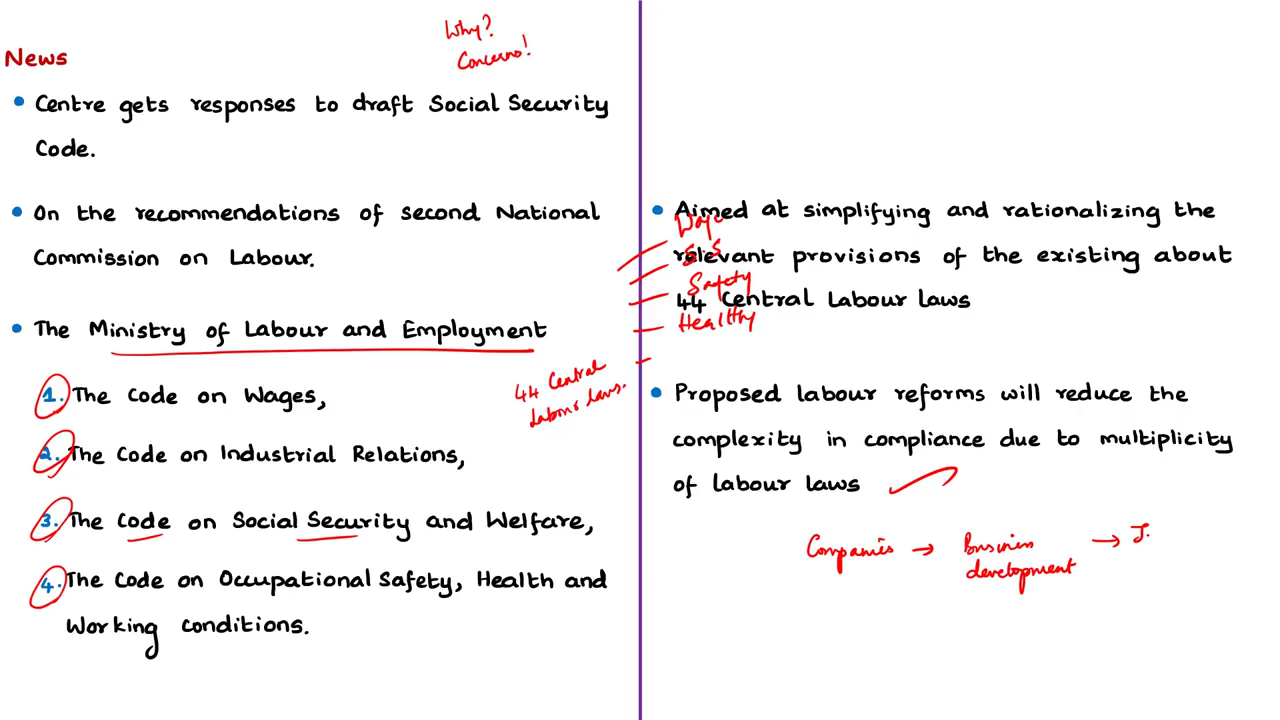 Why?
Concerns!
News
• Centre gets responses to draft Social Security
Code.
• On the recommendations of second National
Commission on Labour.
• The Ministry of Labour and Employment
1. The Code on Wages,
2. The Code on Industrial Relations,
3. The Code on Social Security and Welfare,
4. The Code on Occupational Safety, Health and
Working conditions.
44 Central
Labour laws.
• Aimed at simplifying and rationalizing the
relevant provisions of the existing about
44 Central Labour laws
S S
Safety
Healthy
• Proposed labour reforms will reduce the
complexity in compliance due to multiplicity
of labour laws
Companies → Business → J.
development